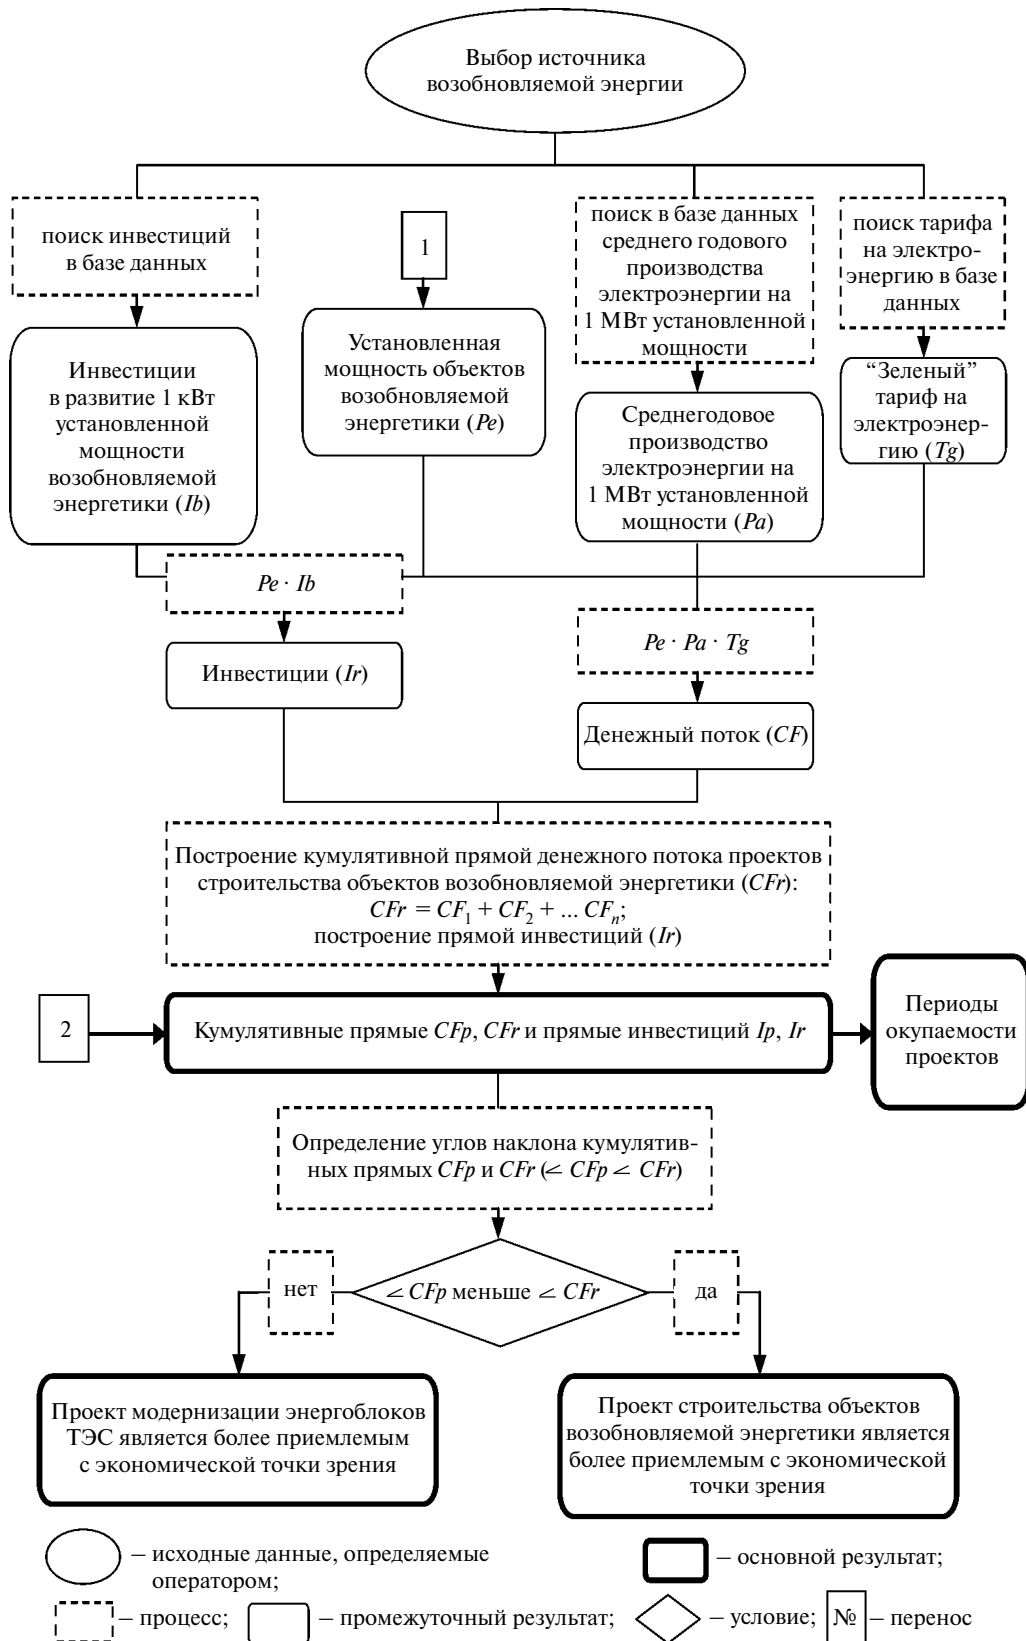 Выбор источника
возобновляемой энергии
поиск инвестиций
в базе данных
1
поиск в базе данных
среднего годового
производства
электроэнергии на
1 МВт установленной
мощности
поиск тарифа
на электро-
энергию в базе
данных
Инвестиции
в развитие 1 кВт
установленной
мощности
возобновляемой
энергетики (Ib)
Установленная
мощность объектов
возобновляемой
энергетики (Pe)
Среднегодовое
производство
электроэнергии на
1 МВт установленной
мощности (Pa)
“Зеленый”
тариф на
электроэнер-
гию (Tg)
Pe · Ib
Pe · Pa · Tg
Инвестиции (Ir)
Денежный поток (CF)
Построение кумулятивной прямой денежного потока проектов
строительства объектов возобновляемой энергетики (CFr):
CFr = CF₁ + CF₂ + ... CFₙ;
построение прямой инвестиций (Ir)
2
Кумулятивные прямые CFp, CFr и прямые инвестиций Ip, Ir
Периоды
окупаемости
проектов
Определение углов наклона кумулятив-
ных прямых CFp и CFr (∠ CFp ∠ CFr)
нет
∠ CFp меньше ∠ CFr
да
Проект модернизации энергоблоков
ТЭС является более приемлемым
с экономической точки зрения
Проект строительства объектов
возобновляемой энергетики является
более приемлемым с экономической
точки зрения
– исходные данные, определяемые
оператором;
– основной результат;
– процесс;
– промежуточный результат;
– условие;
№
– перенос